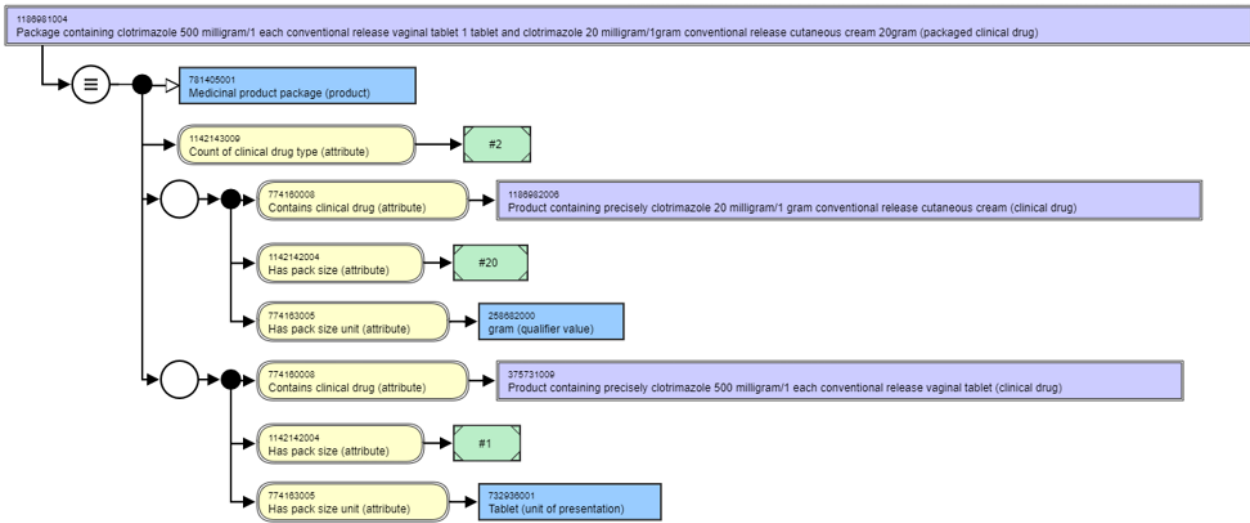 1186981004
Package containing clotrimazole 500 milligram/1 each conventional release vaginal tablet 1 tablet and clotrimazole 20 milligram/1gram conventional release cutaneous cream 20gram (packaged clinical drug)
781405001
Medicinal product package (product)
1142143009
Count of clinical drug type (attribute)
#2
774160008
Contains clinical drug (attribute)
1186982006
Product containing precisely clotrimazole 20 milligram/1 gram conventional release cutaneous cream (clinical drug)
1142142004
Has pack size (attribute)
#20
774163005
Has pack size unit (attribute)
258682000
gram (qualifier value)
774160008
Contains clinical drug (attribute)
375731009
Product containing precisely clotrimazole 500 milligram/1 each conventional release vaginal tablet (clinical drug)
1142142004
Has pack size (attribute)
#1
774163005
Has pack size unit (attribute)
732936001
Tablet (unit of presentation)